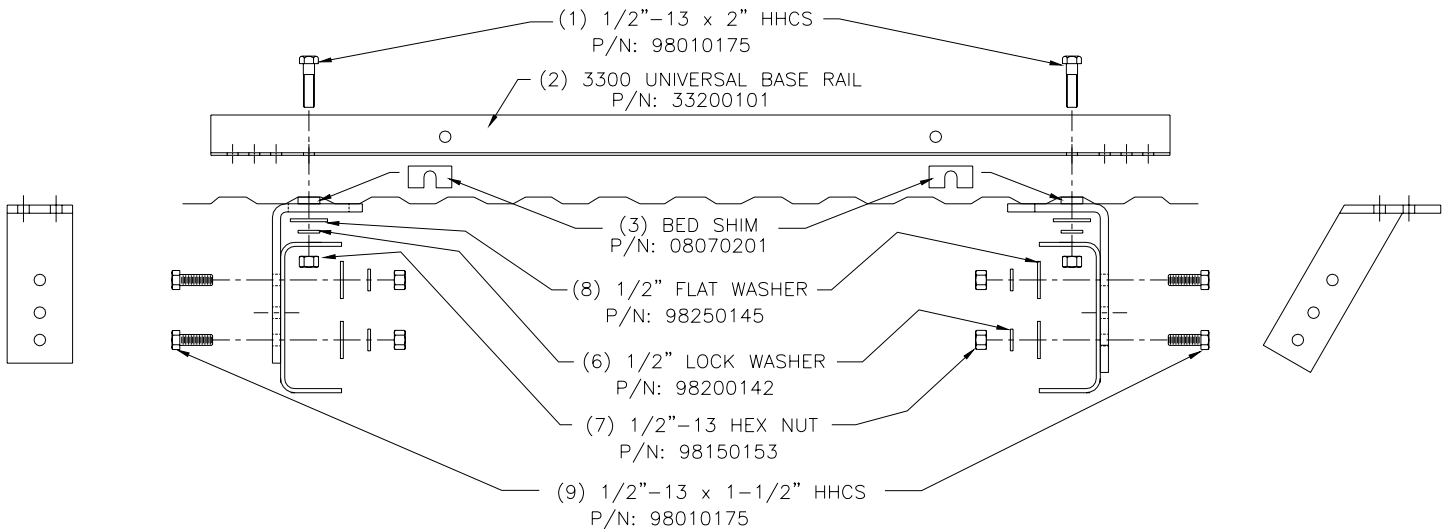 (1) 1/2”−13 x 2” HHCS
P/N: 98010175
(2) 3300 UNIVERSAL BASE RAIL
P/N: 33200101
(3) BED SHIM
P/N: 08070201
(8) 1/2” FLAT WASHER
P/N: 98250145
(6) 1/2” LOCK WASHER
P/N: 98200142
(7) 1/2”−13 HEX NUT
P/N: 98150153
(9) 1/2”−13 x 1−1/2” HHCS
P/N: 98010175